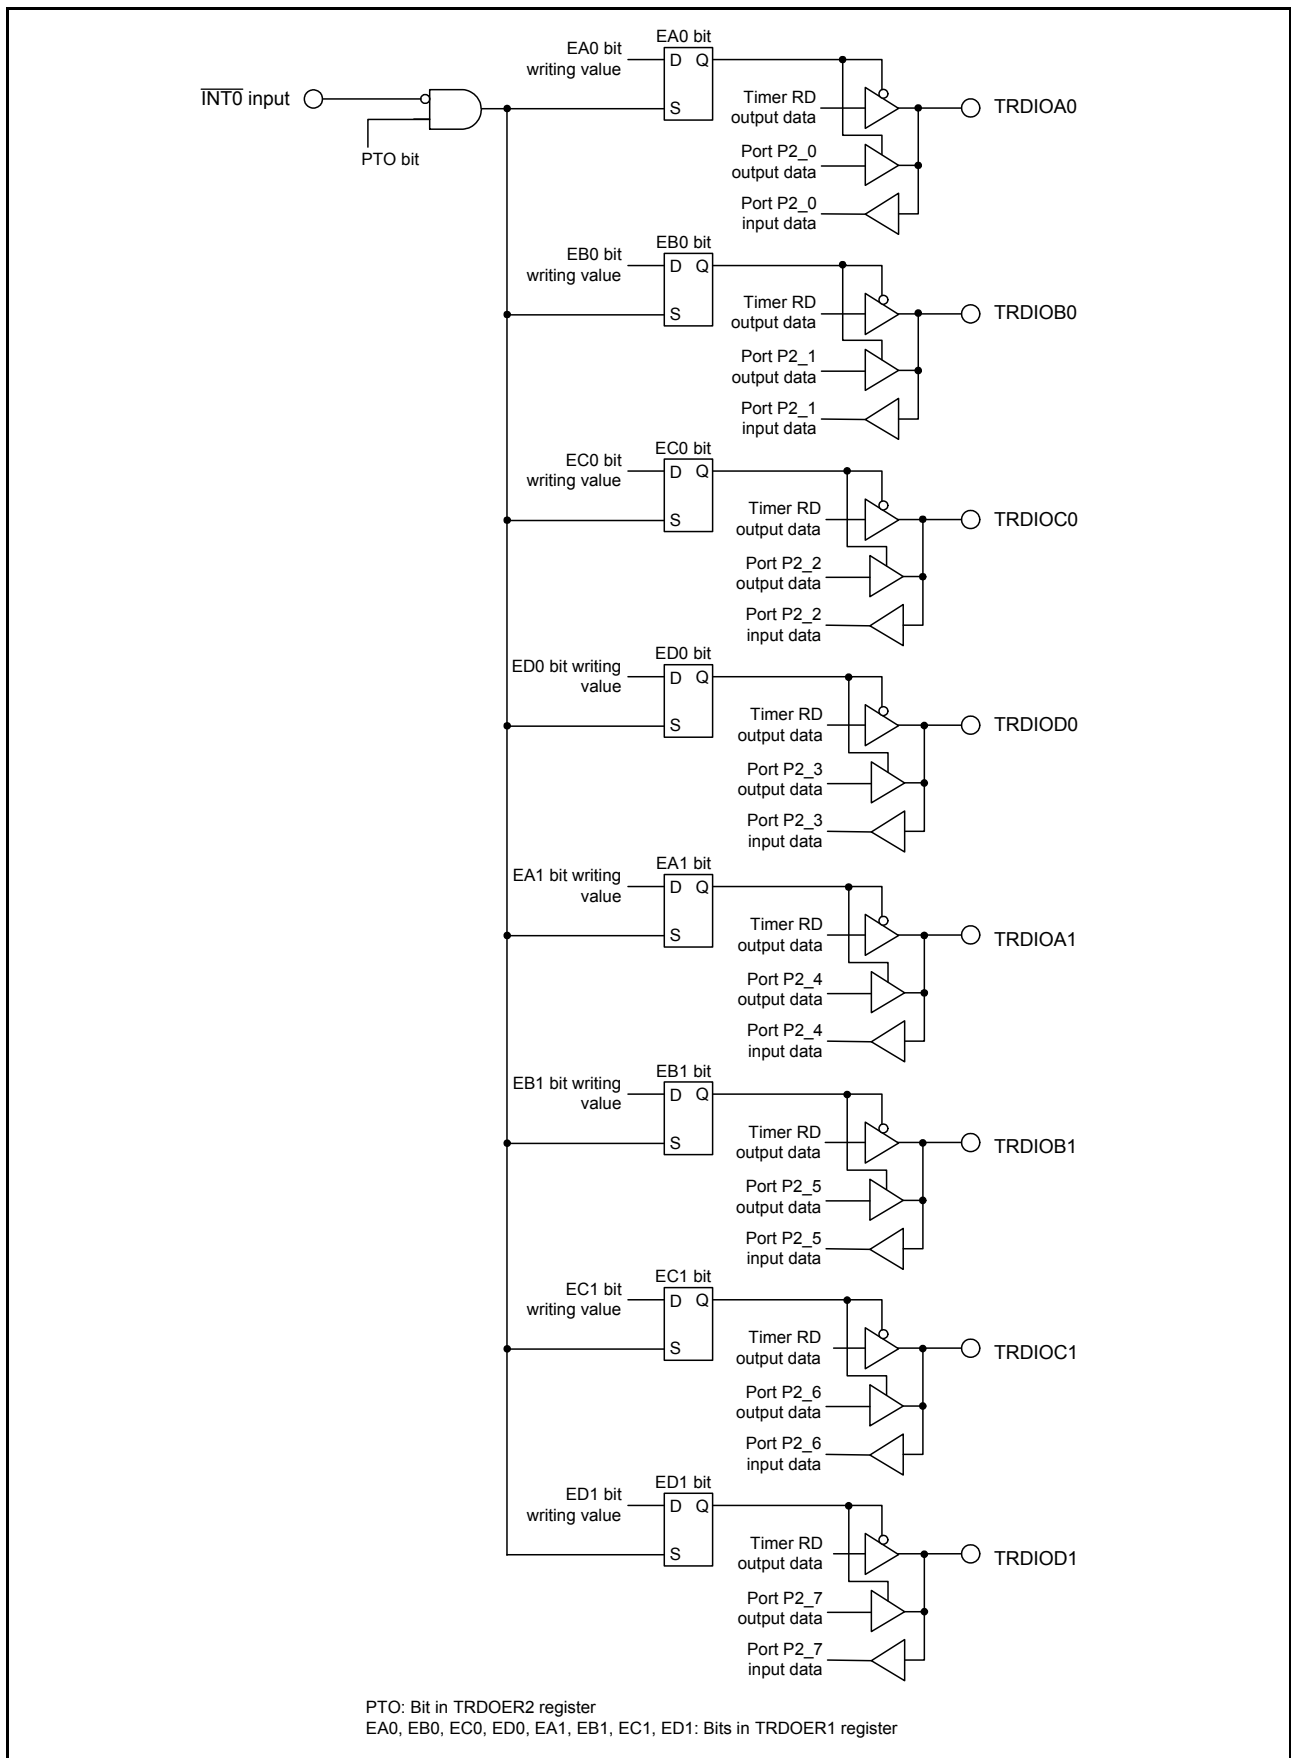 EA0 bit
EA0 bit
writing value
D Q
S
INT0 input
PTO bit
Timer RD
output data
TRDIOA0
Port P2_0
output data
Port P2_0
input data
EB0 bit
EB0 bit
writing value
D Q
S
Timer RD
output data
TRDIOB0
Port P2_1
output data
Port P2_1
input data
EC0 bit
EC0 bit
writing value
D Q
S
Timer RD
output data
TRDIOC0
Port P2_2
output data
Port P2_2
input data
ED0 bit
ED0 bit writing
value
D Q
S
Timer RD
output data
TRDIOD0
Port P2_3
output data
Port P2_3
input data
EA1 bit
EA1 bit writing
value
D Q
S
Timer RD
output data
TRDIOA1
Port P2_4
output data
Port P2_4
input data
EB1 bit
EB1 bit writing
value
D Q
S
Timer RD
output data
TRDIOB1
Port P2_5
output data
Port P2_5
input data
EC1 bit
EC1 bit
writing value
D Q
S
Timer RD
output data
TRDIOC1
Port P2_6
output data
Port P2_6
input data
ED1 bit
ED1 bit
writing value
D Q
S
Timer RD
output data
TRDIOD1
Port P2_7
output data
Port P2_7
input data
PTO: Bit in TRDOER2 register
EA0, EB0, EC0, ED0, EA1, EB1, EC1, ED1: Bits in TRDOER1 register